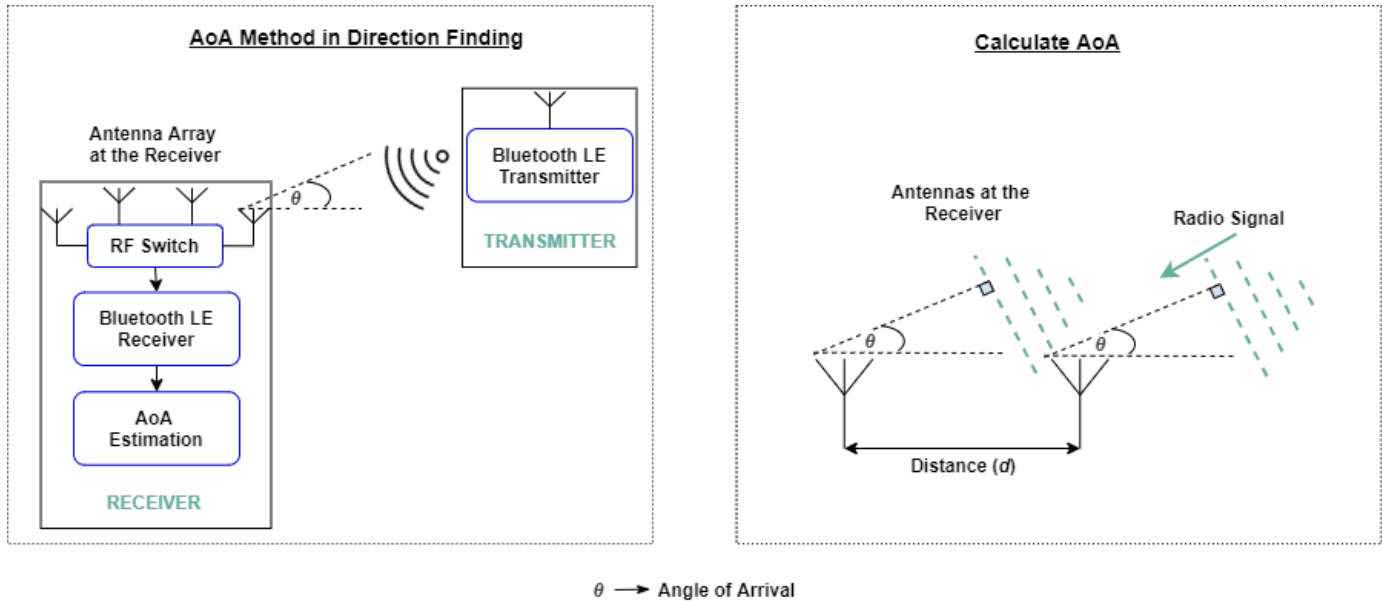 AoA Method in Direction Finding
Antenna Array
at the Receiver
θ
Bluetooth LE
Transmitter
TRANSMITTER
RF Switch
Bluetooth LE
Receiver
AoA
Estimation
RECEIVER
Calculate AoA
Antennas at the
Receiver
Radio Signal
θ
θ
Distance (d)
θ → Angle of Arrival